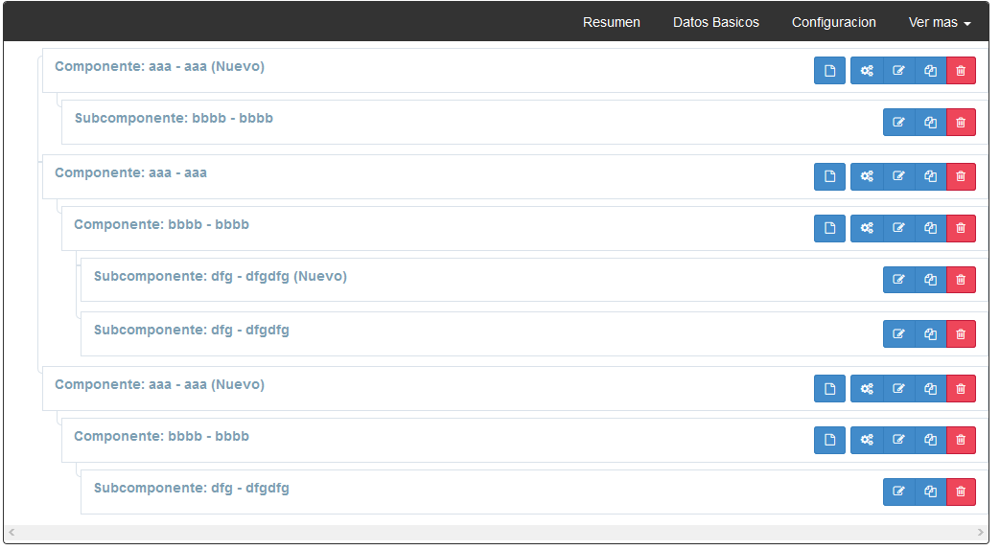 Resumen Datos Basicos Configuracion Ver mas
Componente: aaa - aaa (Nuevo)
Subcomponente: bbbb - bbbb
Componente: aaa - aaa
Componente: bbbb - bbbb
Subcomponente: dfg - dfgdfg (Nuevo)
Subcomponente: dfg - dfgdfg
Componente: aaa - aaa (Nuevo)
Componente: bbbb - bbbb
Subcomponente: dfg - dfgdfg